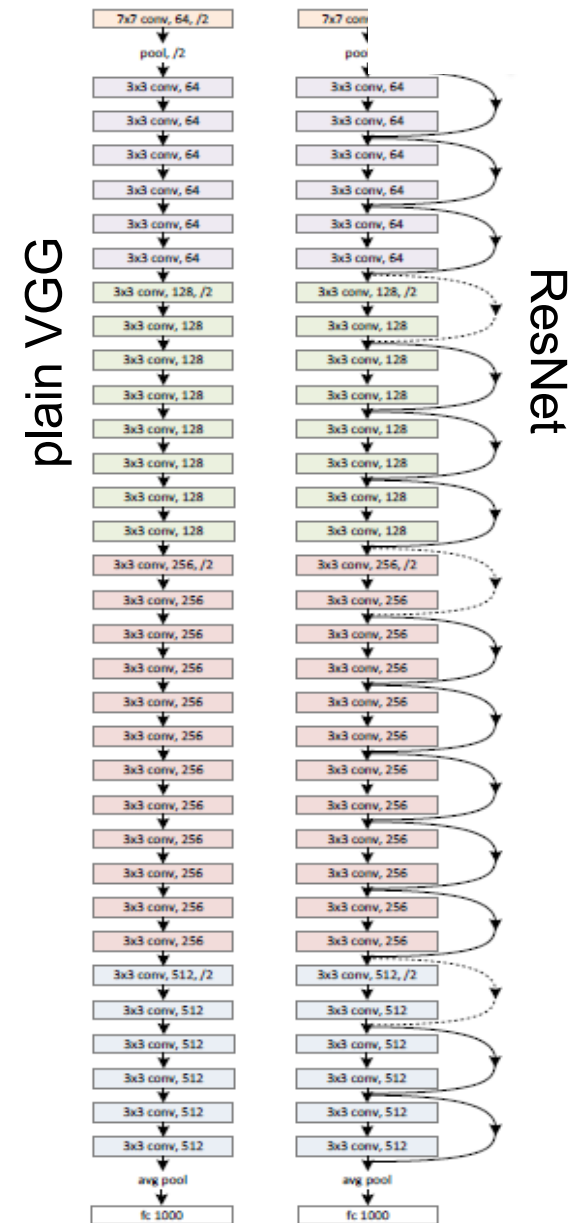 plain VGG
7x7 conv, 64, /2
pool, /2
3x3 conv, 64
3x3 conv, 64
3x3 conv, 64
3x3 conv, 64
3x3 conv, 64
3x3 conv, 64
3x3 conv, 128, /2
3x3 conv, 128
3x3 conv, 128
3x3 conv, 128
3x3 conv, 128
3x3 conv, 128
3x3 conv, 128
3x3 conv, 128
3x3 conv, 256, /2
3x3 conv, 256
3x3 conv, 256
3x3 conv, 256
3x3 conv, 256
3x3 conv, 256
3x3 conv, 256
3x3 conv, 256
3x3 conv, 256
3x3 conv, 256
3x3 conv, 256
3x3 conv, 256
3x3 conv, 512, /2
3x3 conv, 512
3x3 conv, 512
3x3 conv, 512
3x3 conv, 512
3x3 conv, 512
avg pool
fc 1000
7x7 con
poo
3x3 conv, 64
3x3 conv, 64
3x3 conv, 64
3x3 conv, 64
3x3 conv, 64
3x3 conv, 64
3x3 conv, 128, /2
3x3 conv, 128
3x3 conv, 128
3x3 conv, 128
3x3 conv, 128
3x3 conv, 128
3x3 conv, 128
3x3 conv, 128
3x3 conv, 256, /2
3x3 conv, 256
3x3 conv, 256
3x3 conv, 256
3x3 conv, 256
3x3 conv, 256
3x3 conv, 256
3x3 conv, 256
3x3 conv, 256
3x3 conv, 256
3x3 conv, 256
3x3 conv, 256
3x3 conv, 512, /2
3x3 conv, 512
3x3 conv, 512
3x3 conv, 512
3x3 conv, 512
3x3 conv, 512
avg pool
fc 1000
ResNet